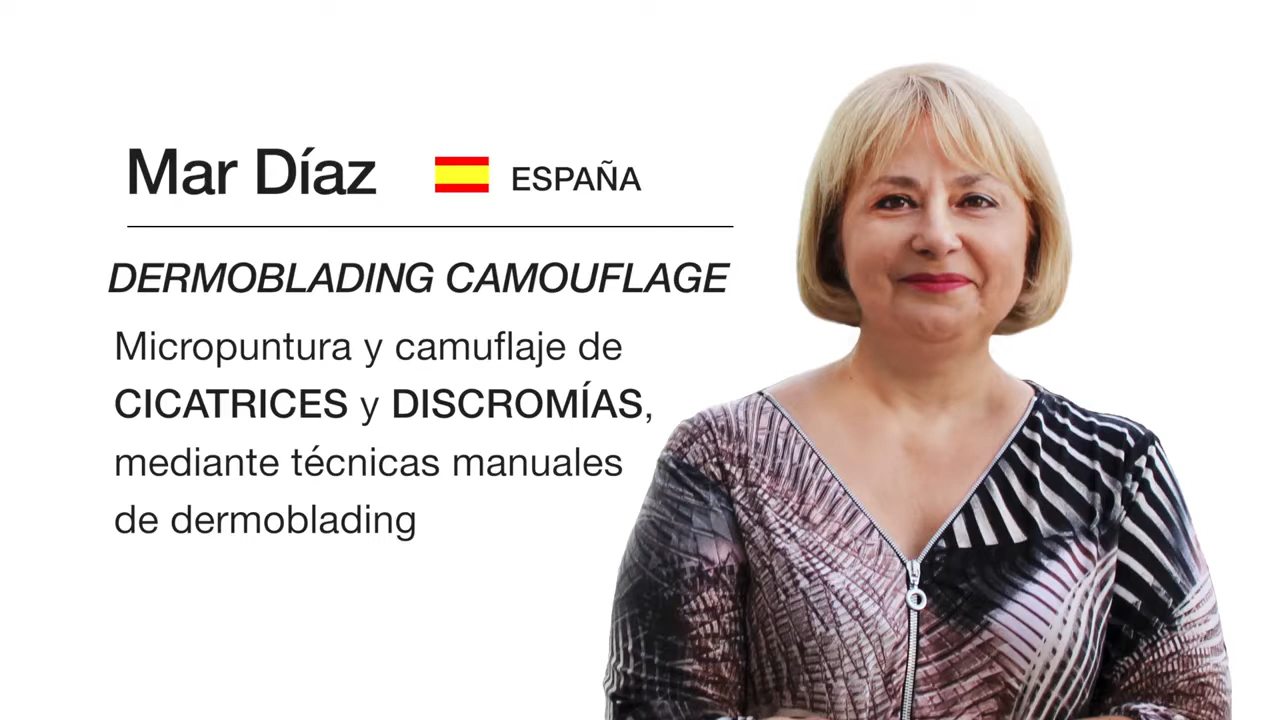 Mar Díaz ESPAÑA
DERMOBLADING CAMOUFLAGE
Micropuntura y camuflaje de
CICATRICES y DISCROMÍAS,
mediante técnicas manuales
de dermoblading